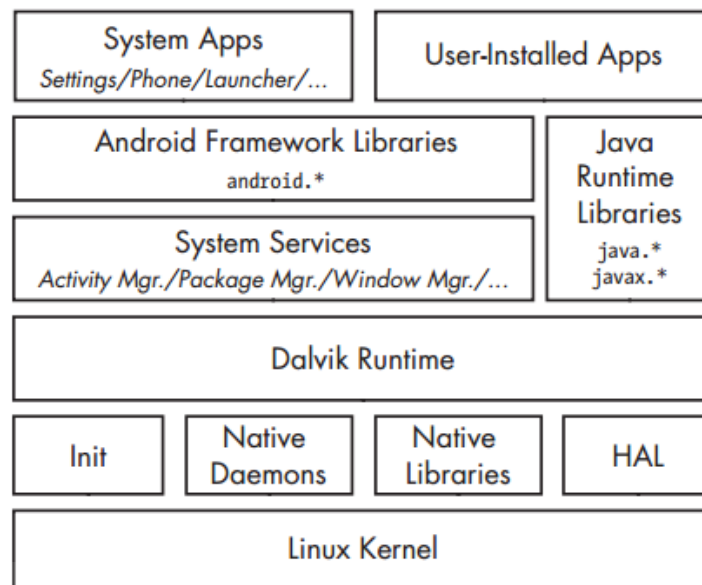 System Apps
Settings/Phone/Launcher/...
User-Installed Apps
Android Framework Libraries
android.*
Java
Runtime
Libraries
java.*
javax.*
System Services
Activity Mgr./Package Mgr./Window Mgr./...
Dalvik Runtime
Init
Native
Daemons
Native
Libraries
HAL
Linux Kernel